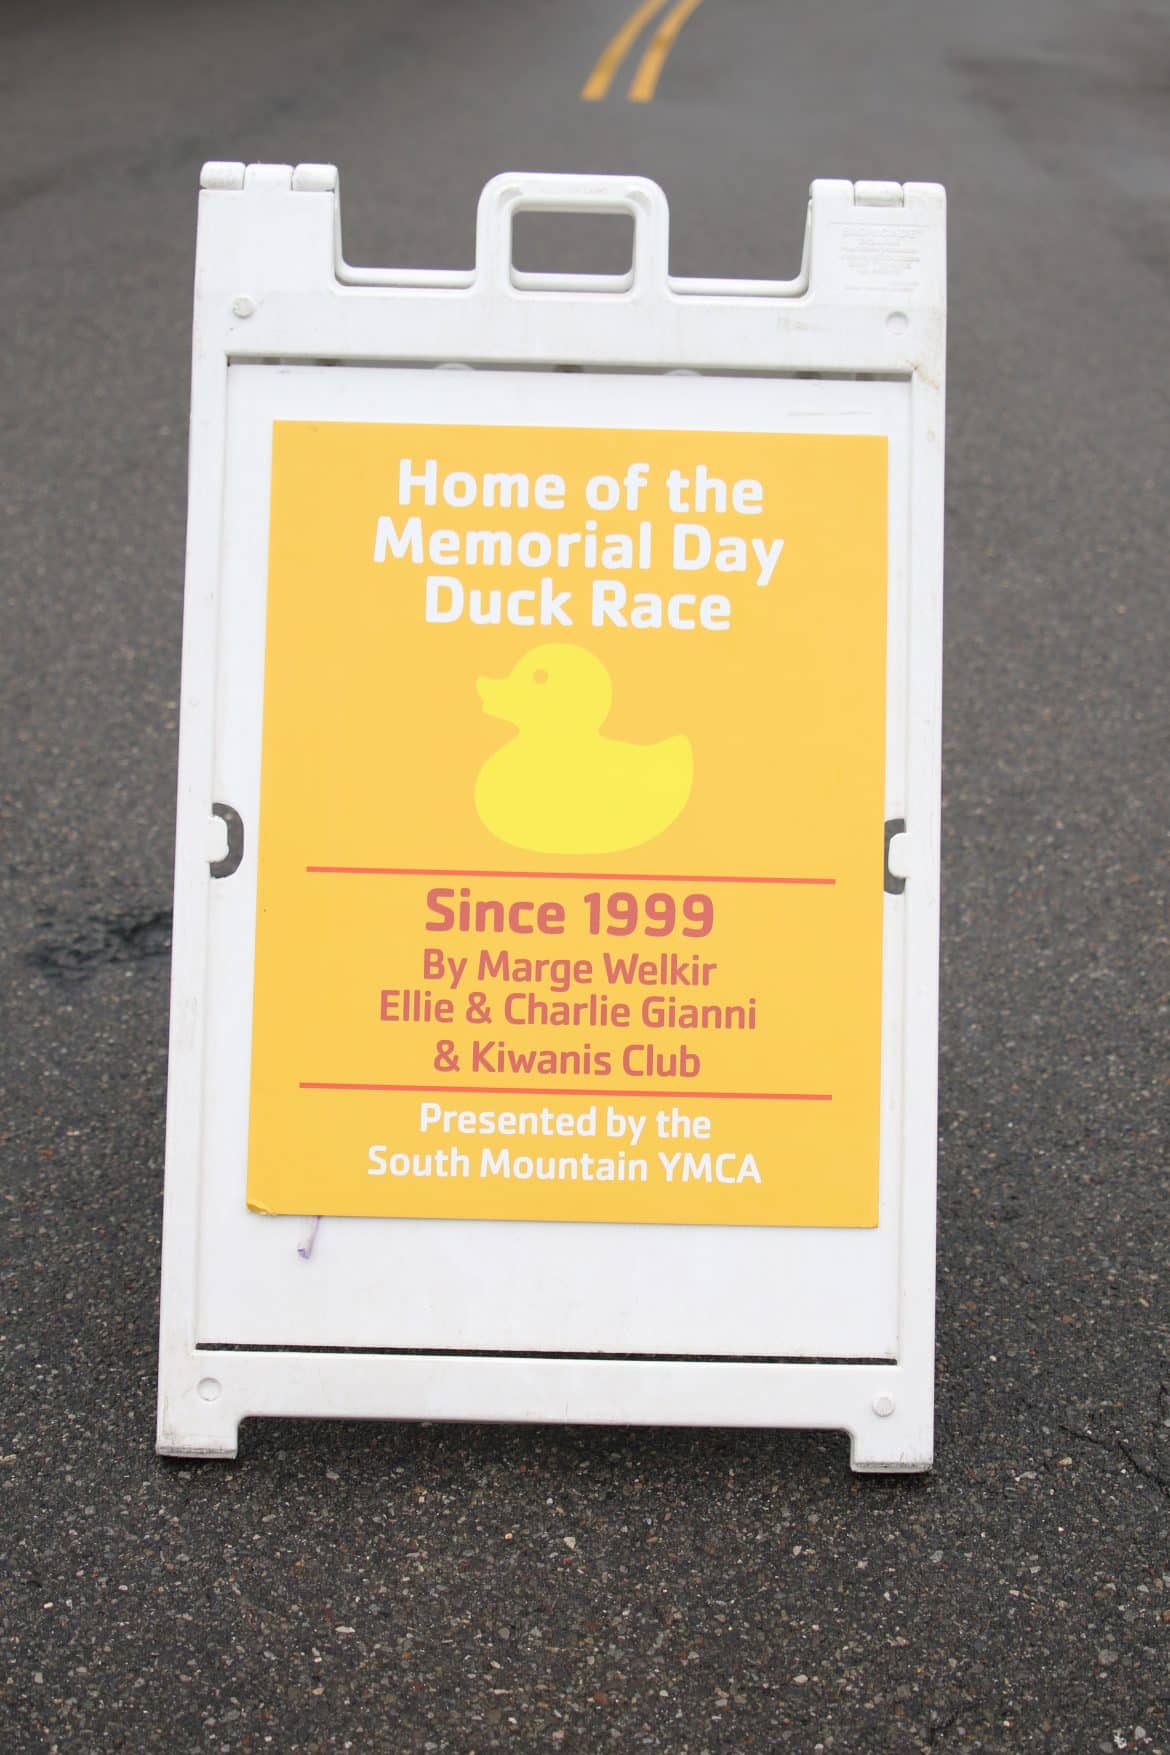 Home of the
Memorial Day
Duck Race
Since 1999
By Marge Welkir
Ellie & Charlie Gianni
& Kiwanis Club
Presented by the
South Mountain YMCA